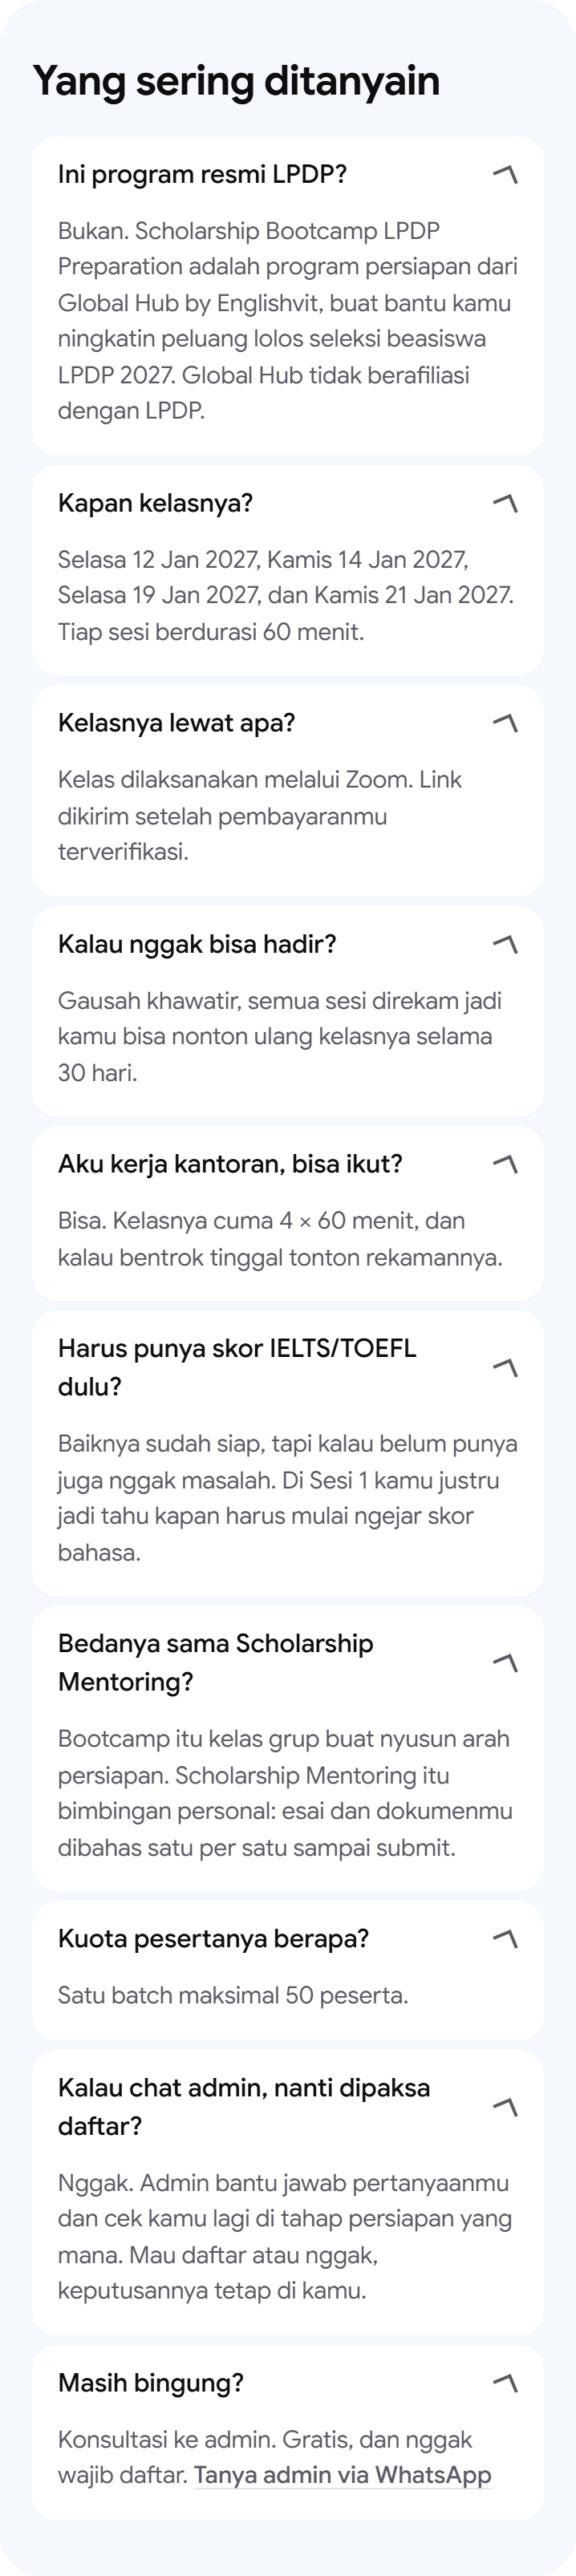 Yang sering ditanyain
Ini program resmi LPDP?
Bukan. Scholarship Bootcamp LPDP
Preparation adalah program persiapan dari
Global Hub by Englishvit, buat bantu kamu
ningkatin peluang lolos seleksi beasiswa
LPDP 2027. Global Hub tidak berafiliasi
dengan LPDP.
Kapan kelasnya?
Selasa 12 Jan 2027, Kamis 14 Jan 2027,
Selasa 19 Jan 2027, dan Kamis 21 Jan 2027.
Tiap sesi berdurasi 60 menit.
Kelasnya lewat apa?
Kelas dilaksanakan melalui Zoom. Link
dikirim setelah pembayaranmu
terverifikasi.
Kalau nggak bisa hadir?
Gausah khawatir, semua sesi direkam jadi
kamu bisa nonton ulang kelasnya selama
30 hari.
Aku kerja kantoran, bisa ikut?
Bisa. Kelasnya cuma 4 × 60 menit, dan
kalau bentrok tinggal tonton rekamannya.
Harus punya skor IELTS/TOEFL
dulu?
Baiknya sudah siap, tapi kalau belum punya
juga nggak masalah. Di Sesi 1 kamu justru
jadi tahu kapan harus mulai ngejar skor
bahasa.
Bedanya sama Scholarship
Mentoring?
Bootcamp itu kelas grup buat nyusun arah
persiapan. Scholarship Mentoring itu
bimbingan personal: esai dan dokumenmu
dibahas satu per satu sampai submit.
Kuota pesertanya berapa?
Satu batch maksimal 50 peserta.
Kalau chat admin, nanti dipaksa
daftar?
Nggak. Admin bantu jawab pertanyaanmu
dan cek kamu lagi di tahap persiapan yang
mana. Mau daftar atau nggak,
keputusannya tetap di kamu.
Masih bingung?
Konsultasi ke admin. Gratis, dan nggak
wajib daftar. Tanya admin via WhatsApp